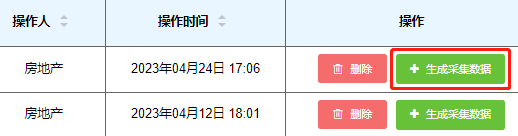 操作人 操作时间 操作
房地产 2023年04月24日 17:06 删除 生成采集数据
房地产 2023年04月12日 18:01 删除 生成采集数据